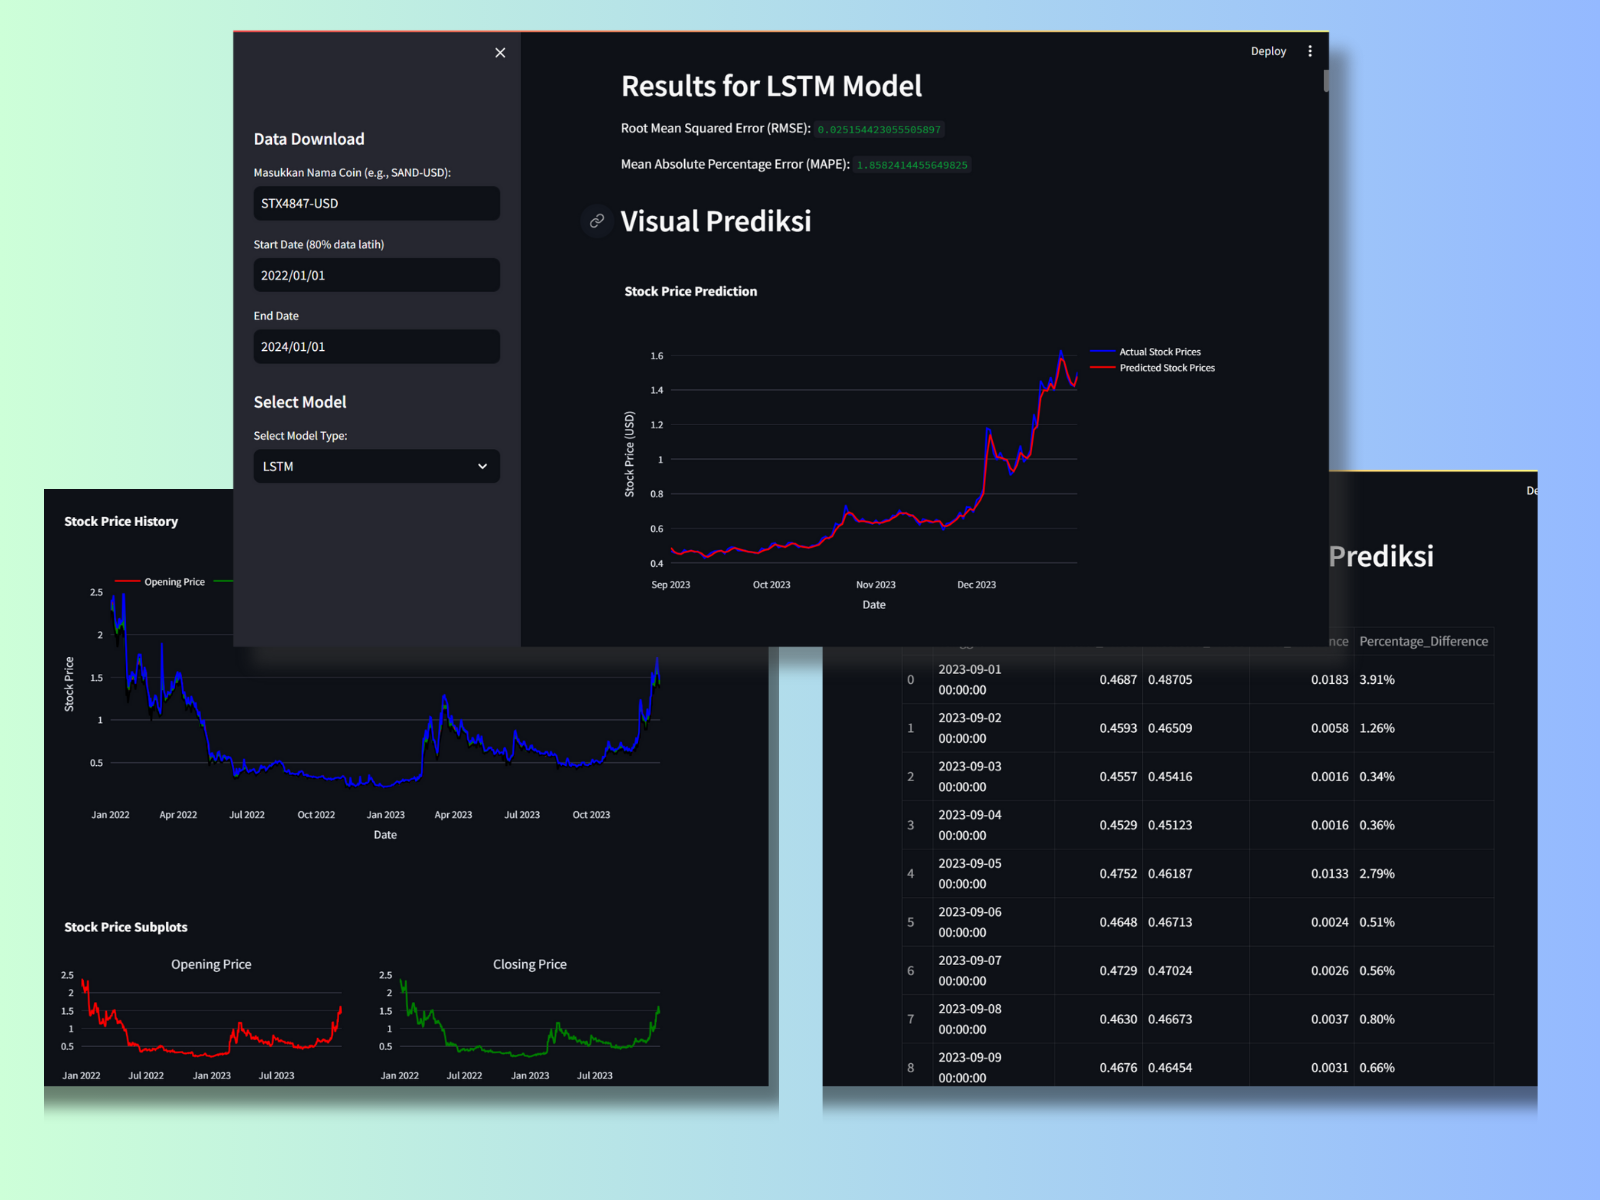 Deploy
Data Download
Masukkan Nama Coin (e.g., SAND-USD):
STX4847-USD
Start Date (80% data latih)
2022/01/01
End Date
2024/01/01
Select Model
Select Model Type:
LSTM
Results for LSTM Model
Root Mean Squared Error (RMSE): 0.025154423055505897
Mean Absolute Percentage Error (MAPE): 1.8582414455649825
Visual Prediksi
Stock Price Prediction
Actual Stock Prices
Predicted Stock Prices
Stock Price (USD)
1.6
1.4
1.2
1
0.8
0.6
0.4
Sep 2023 Oct 2023 Nov 2023 Dec 2023
Date
Stock Price History
Opening Price
Stock Price
2.5
2
1.5
1
0.5
Jan 2022 Apr 2022 Jul 2022 Oct 2022 Jan 2023 Apr 2023 Jul 2023 Oct 2023
Date
Stock Price Subplots
Opening Price
2.5
2
1.5
1
0.5
Jan 2022 Jul 2022 Jan 2023 Jul 2023
Closing Price
2.5
2
1.5
1
0.5
Jan 2022 Jul 2022 Jan 2023 Jul 2023
De
Prediksi
nce Percentage_Difference
0 2023-09-01 00:00:00 0.4687 0.48705 0.0183 3.91%
1 2023-09-02 00:00:00 0.4593 0.46509 0.0058 1.26%
2 2023-09-03 00:00:00 0.4557 0.45416 0.0016 0.34%
3 2023-09-04 00:00:00 0.4529 0.45123 0.0016 0.36%
4 2023-09-05 00:00:00 0.4752 0.46187 0.0133 2.79%
5 2023-09-06 00:00:00 0.4648 0.46713 0.0024 0.51%
6 2023-09-07 00:00:00 0.4729 0.47024 0.0026 0.56%
7 2023-09-08 00:00:00 0.4630 0.46673 0.0037 0.80%
8 2023-09-09 00:00:00 0.4676 0.46454 0.0031 0.66%